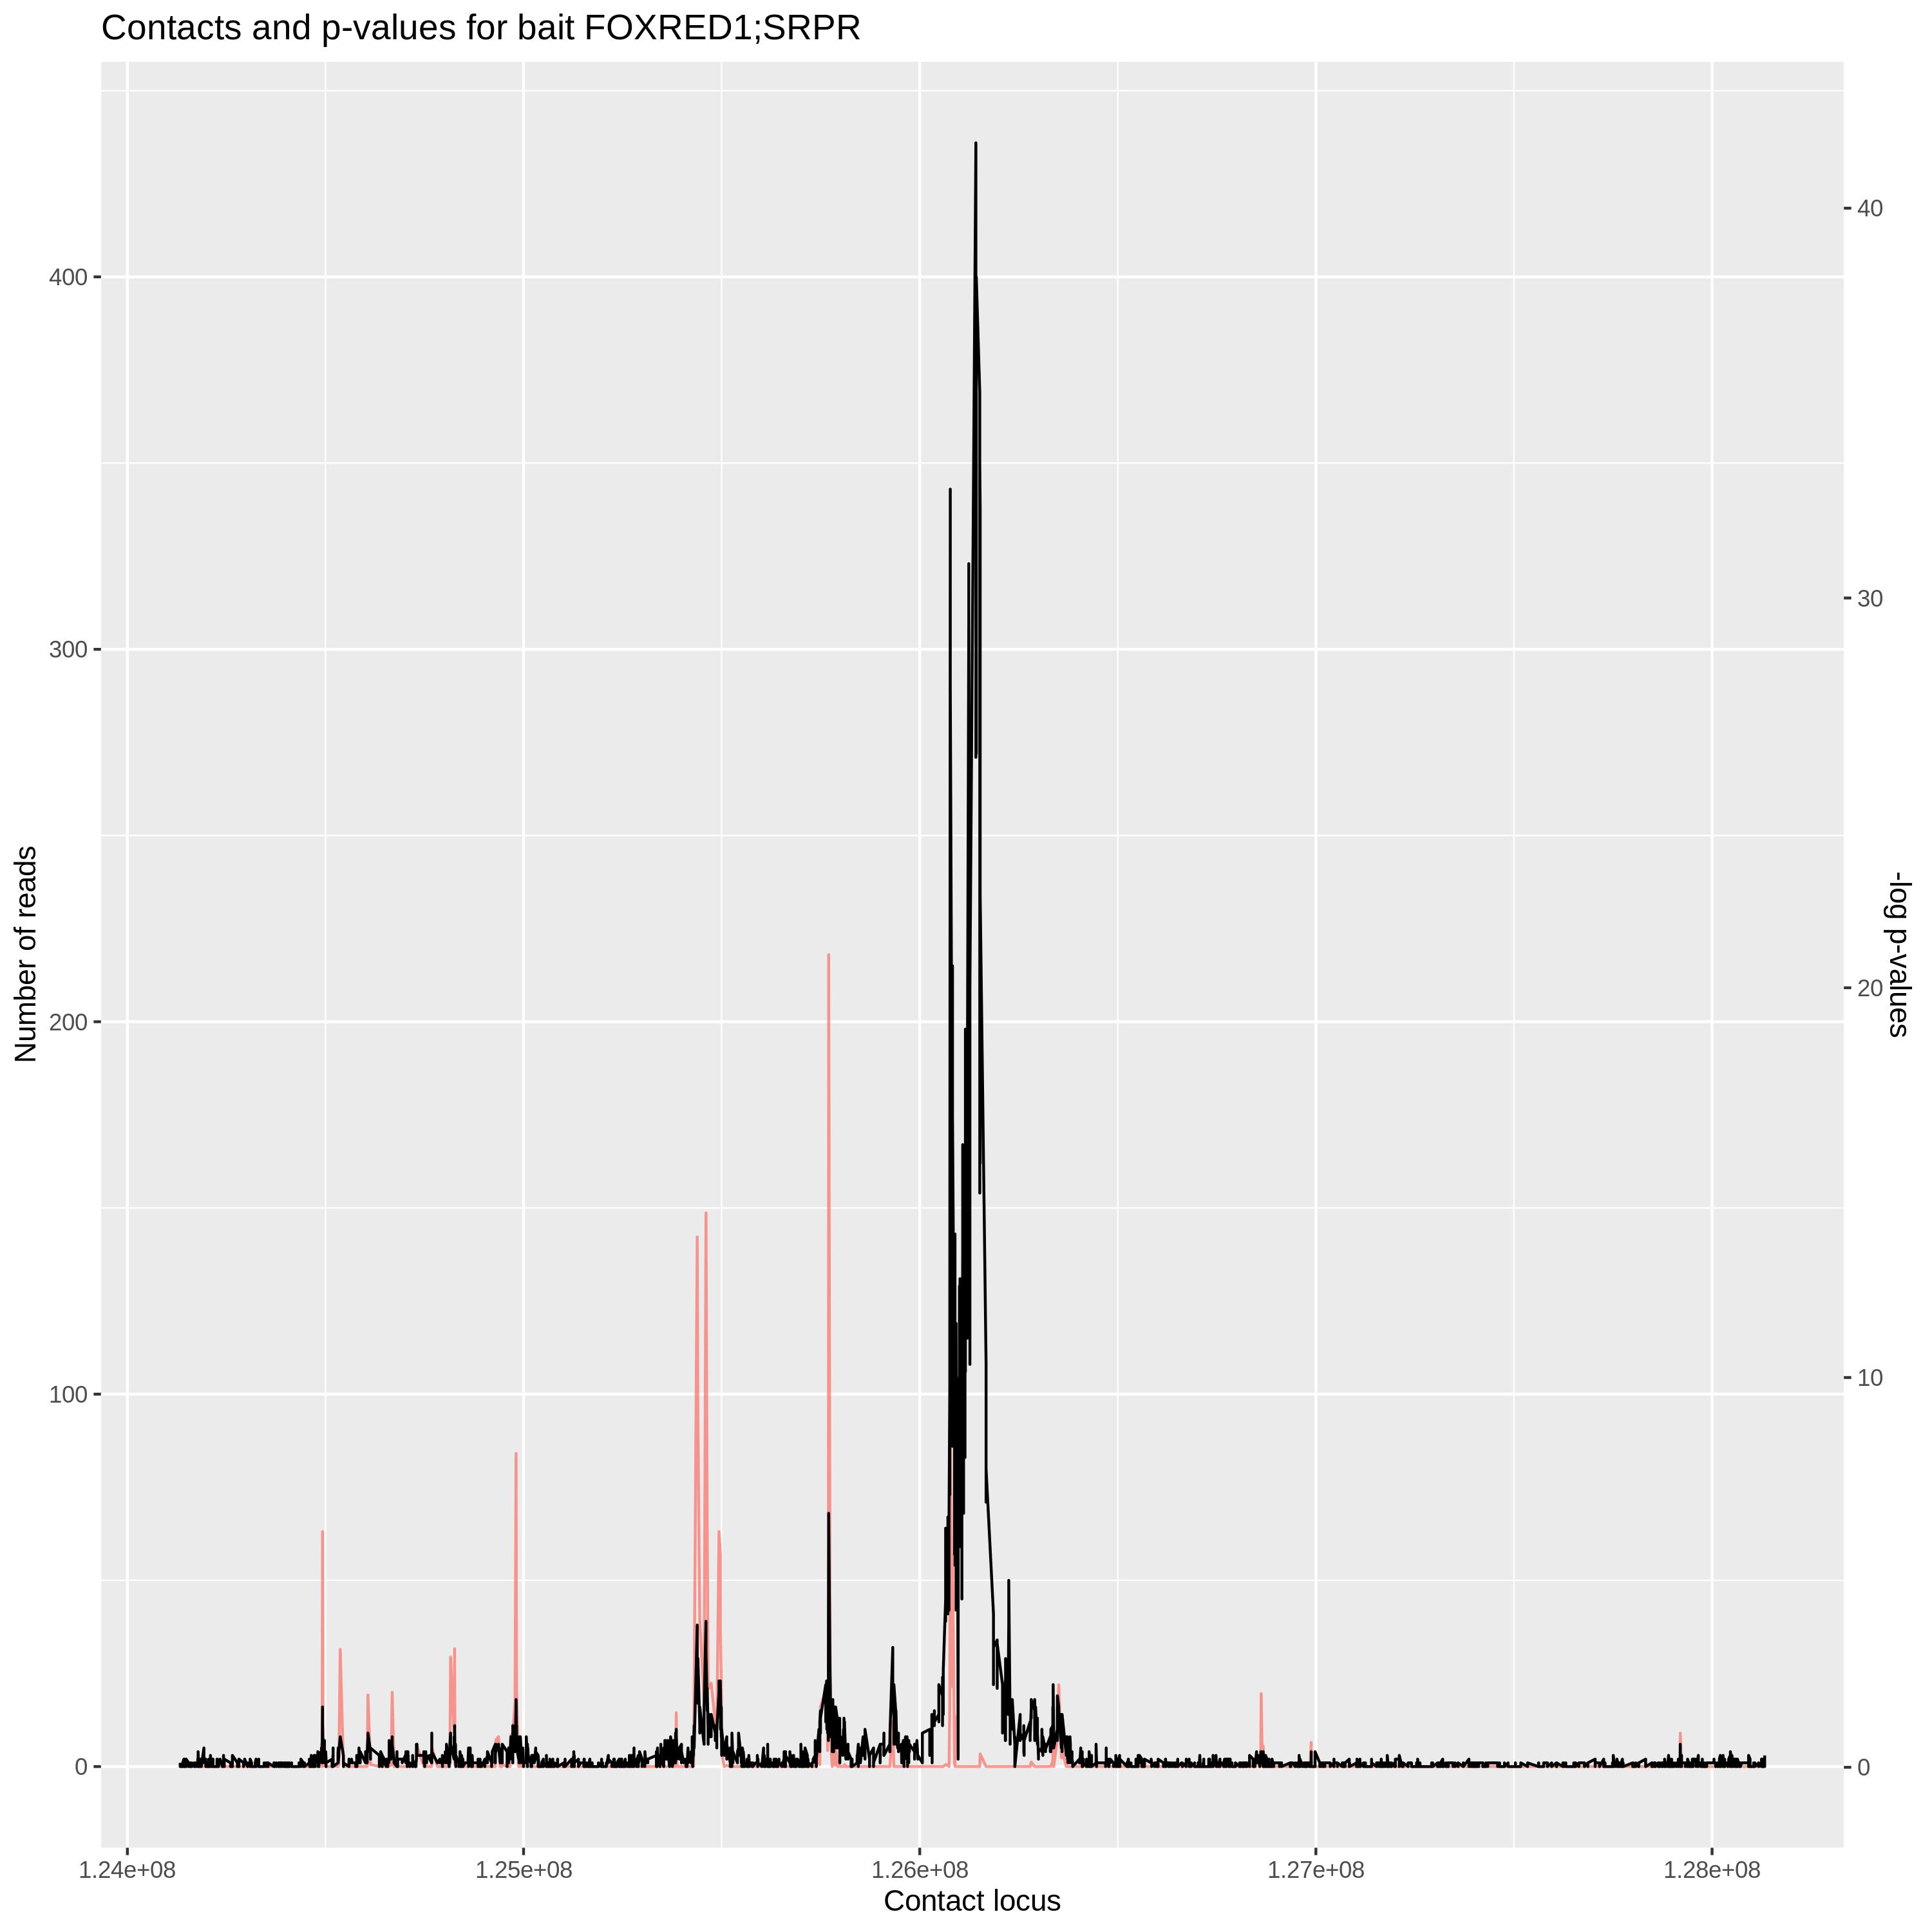 Contacts and p-values for bait FOXRED1;SRPR
Number of reads
400
300
200
100
0
40
30
20
10
0
-log p-values
1.24e+08
1.25e+08
1.26e+08
1.27e+08
1.28e+08
Contact locus